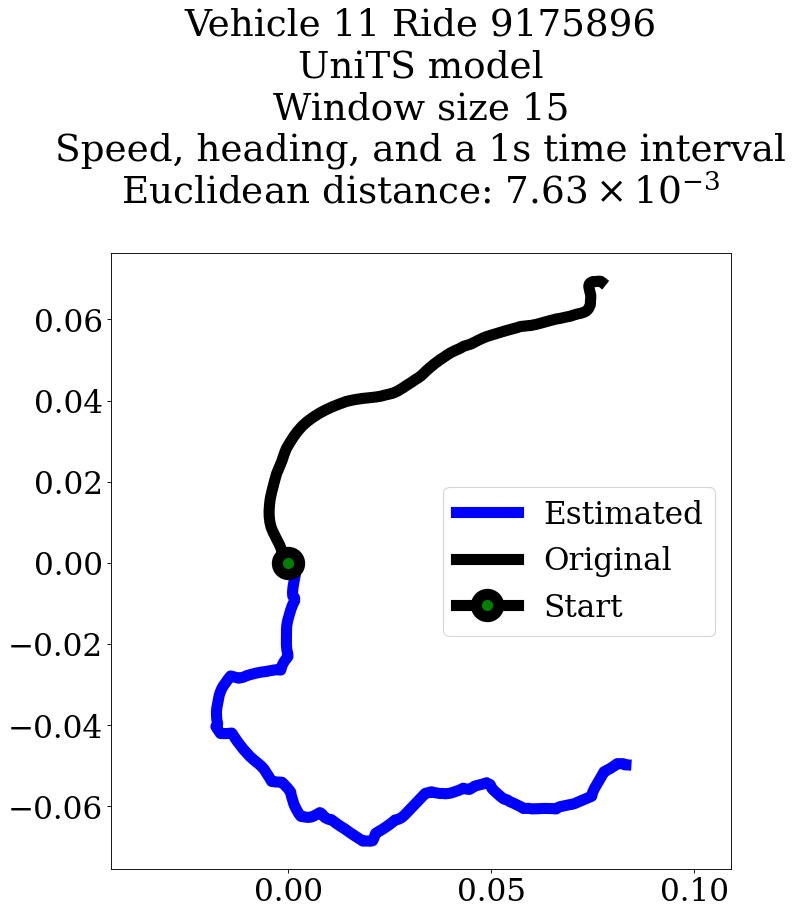 Vehicle 11 Ride 9175896
UniTS model
Window size 15
Speed, heading, and a 1s time interval
Euclidean distance: 7.63 × 10⁻³
0.06
0.04
0.02
0.00
−0.02
−0.04
−0.06
Estimated
Original
Start
0.00 0.05 0.10